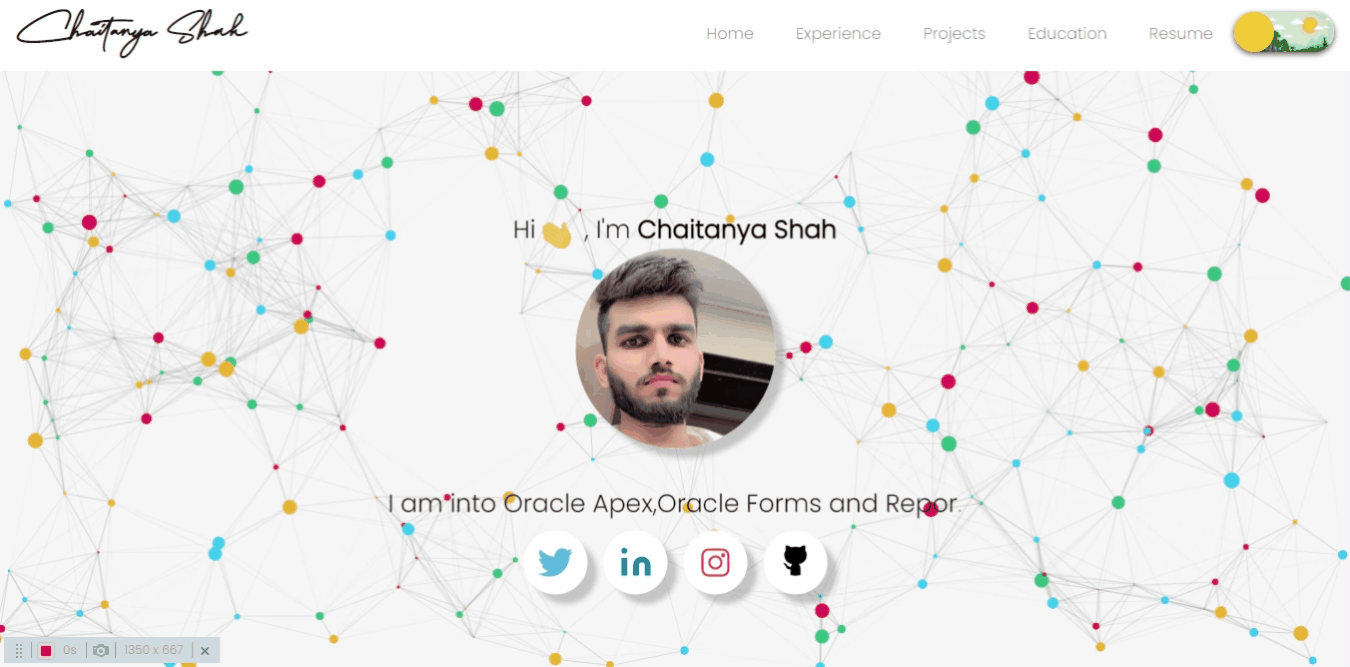 Chaitanya Shah
Home Experience Projects Education Resume
Hi 👋 , I'm Chaitanya Shah
I am into Oracle Apex,Oracle Forms and Repor
in
0s 1350 x 667